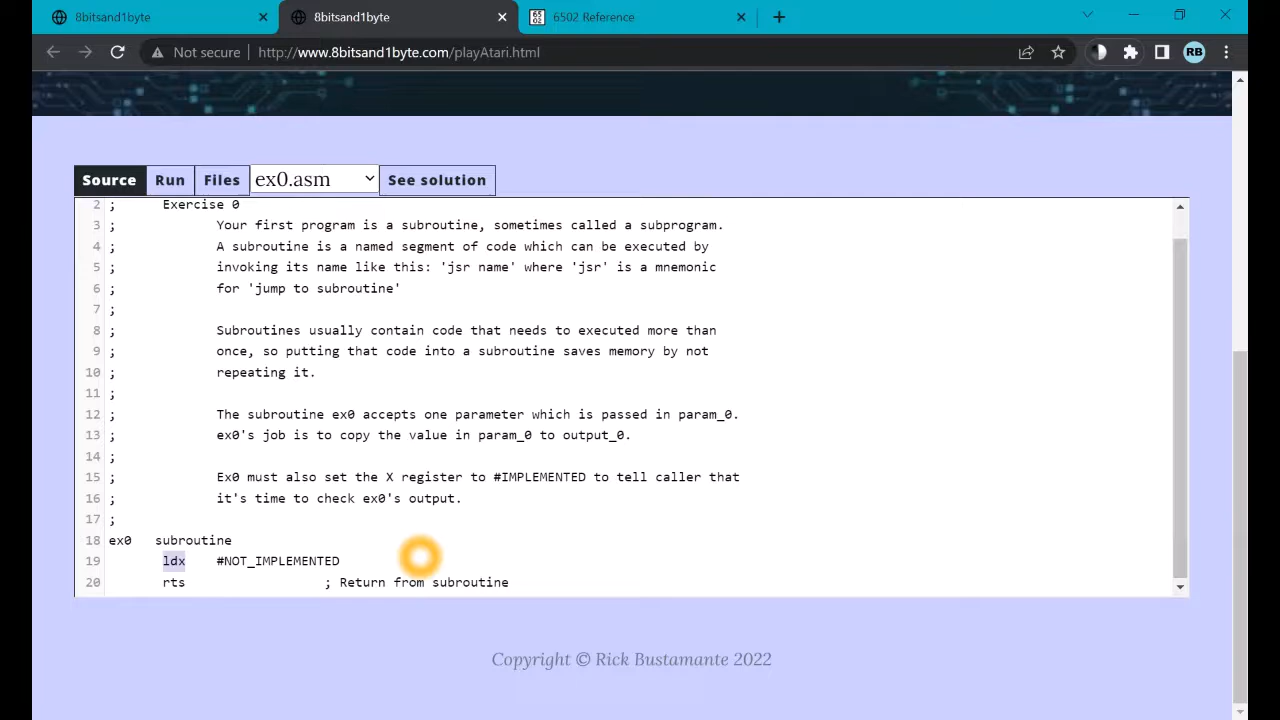 8bitsand1byte
8bitsand1byte
65
02
6502 Reference
Not secure
http://www.8bitsand1byte.com/playAtari.html
RB
Source
Run
Files
ex0.asm
See solution
2 ; Exercise 0
3 ; Your first program is a subroutine, sometimes called a subprogram.
4 ; A subroutine is a named segment of code which can be executed by
5 ; invoking its name like this: 'jsr name' where 'jsr' is a mnemonic
6 ; for 'jump to subroutine'
7 ;
8 ; Subroutines usually contain code that needs to executed more than
9 ; once, so putting that code into a subroutine saves memory by not
10 ; repeating it.
11 ;
12 ; The subroutine ex0 accepts one parameter which is passed in param_0.
13 ; ex0's job is to copy the value in param_0 to output_0.
14 ;
15 ; Ex0 must also set the X register to #IMPLEMENTED to tell caller that
16 ; it's time to check ex0's output.
17 ;
18 ex0 subroutine
19 ldx #NOT_IMPLEMENTED
20 rts ; Return from subroutine
Copyright © Rick Bustamante 2022